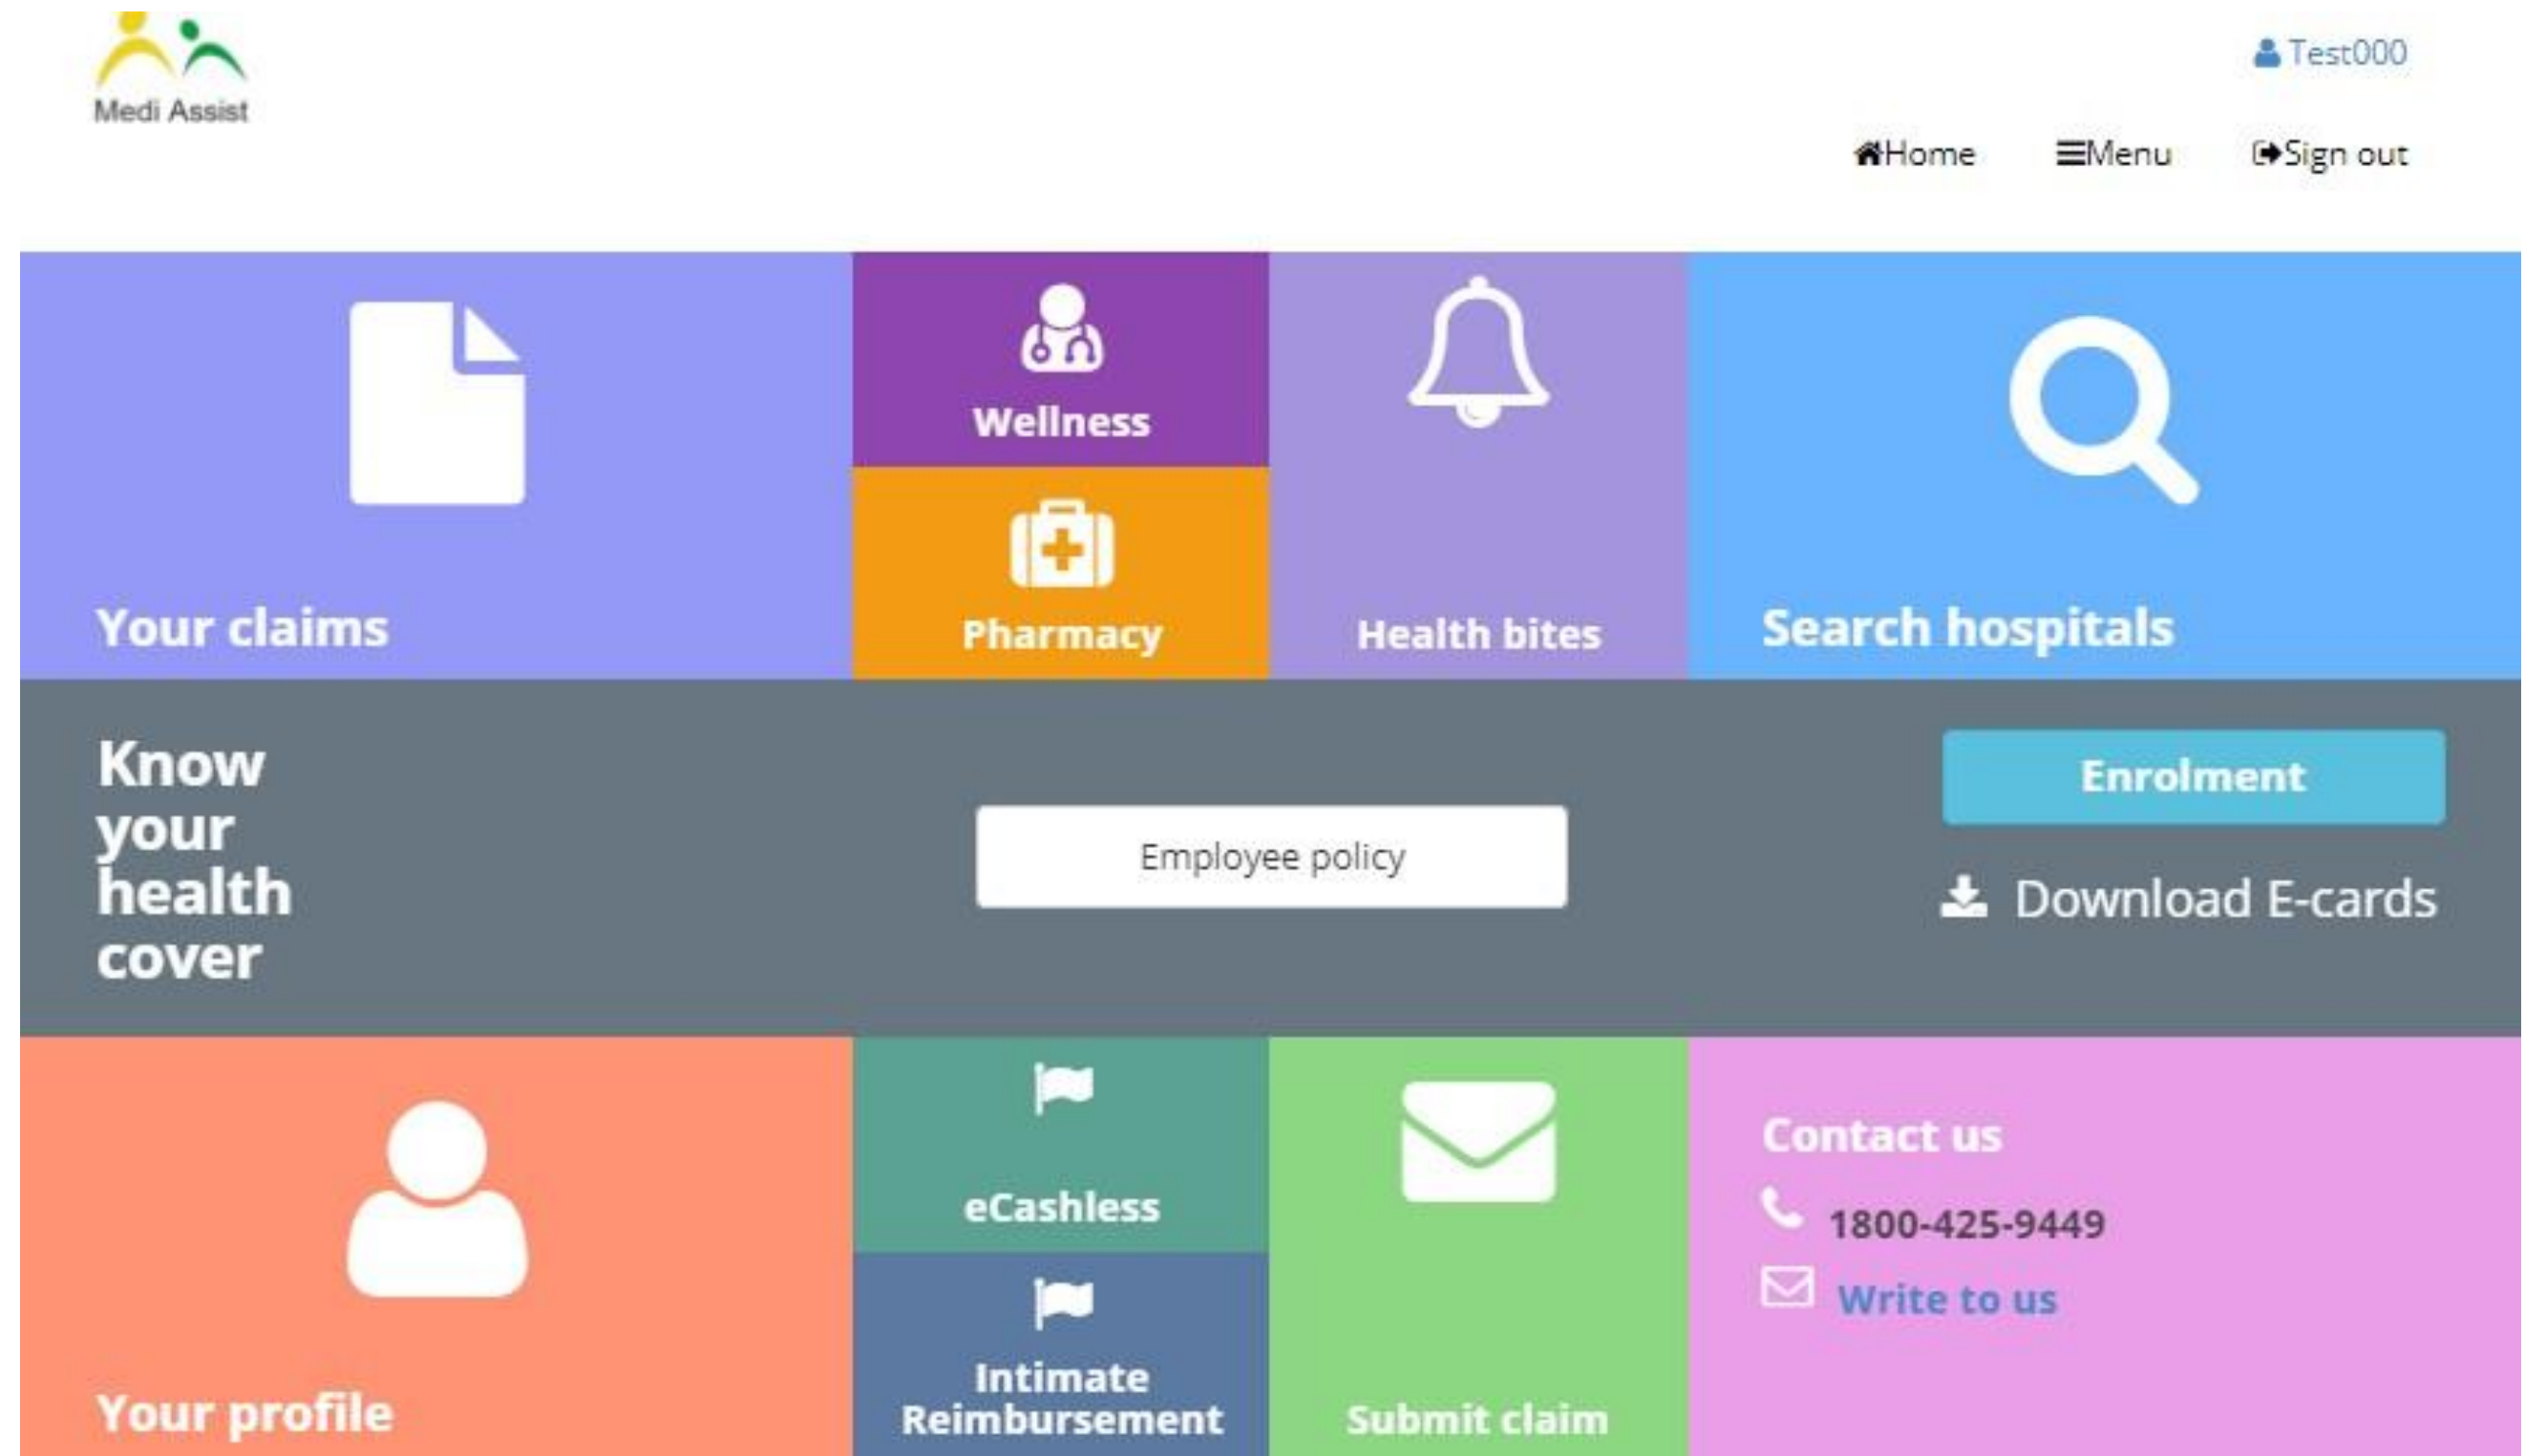 Medi Assist
Test000
Home Menu Sign out
Wellness
Pharmacy
Your claims
Health bites
Search hospitals
Know
your
health
cover
Employee policy
Enrolment
Download E-cards
Your profile
eCashless
Intimate
Reimbursement
Submit claim
Contact us
1800-425-9449
Write to us